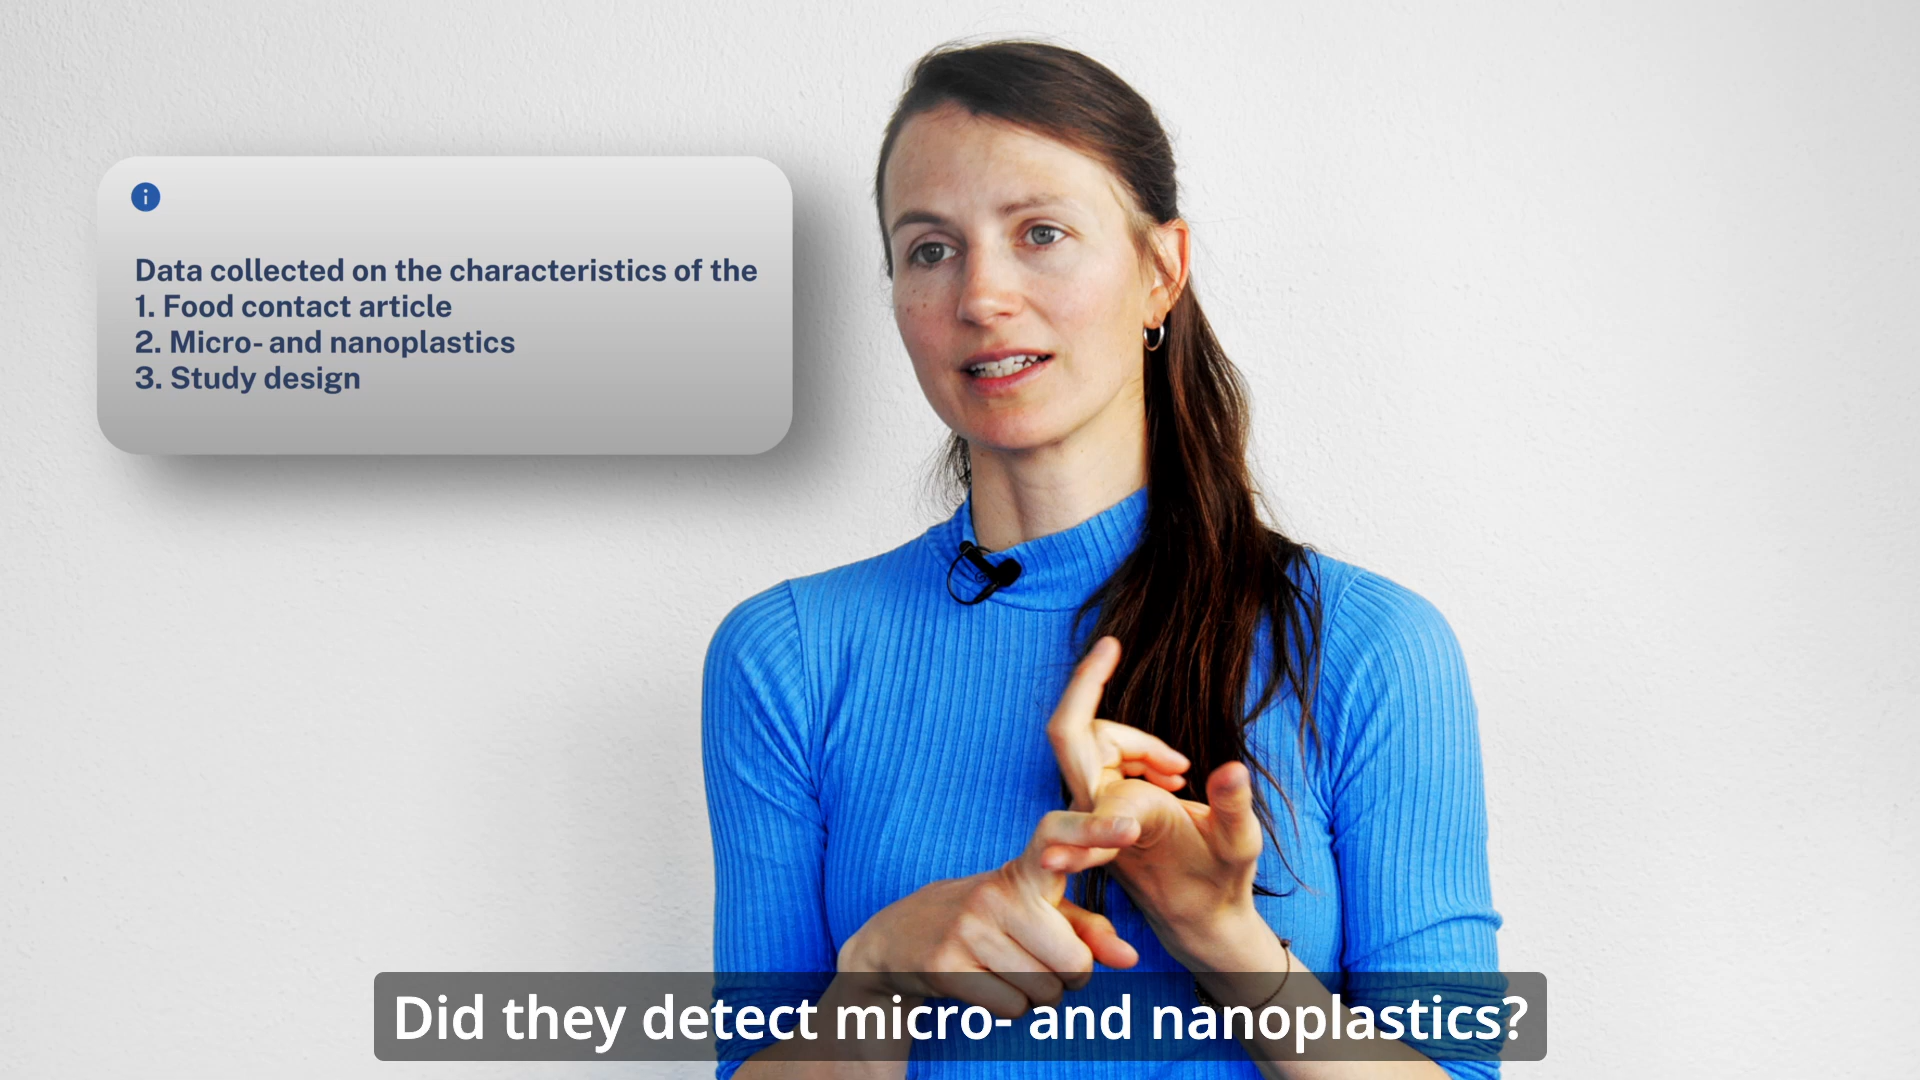 Data collected on the characteristics of the
1. Food contact article
2. Micro- and nanoplastics
3. Study design
Did they detect micro- and nanoplastics?